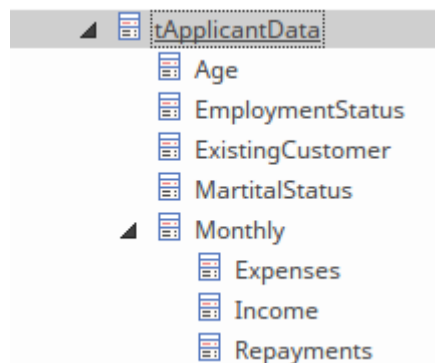 tApplicantData
Age
EmploymentStatus
ExistingCustomer
MartitalStatus
Monthly
Expenses
Income
Repayments